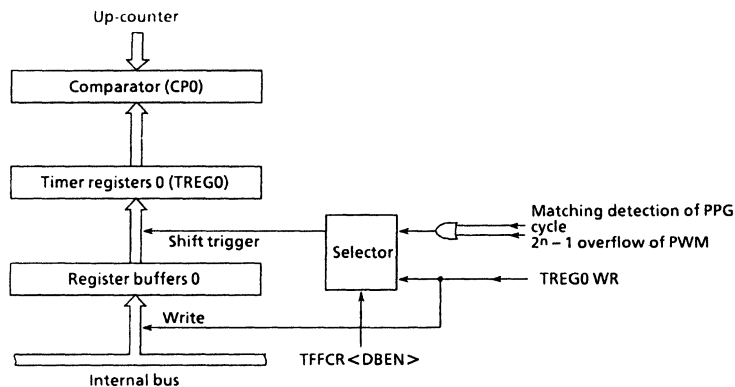 Up-counter
Comparator (CP0)
Timer registers 0 (TREG0)
Matching detection of PPG
cycle
2n – 1 overflow of PWM
Shift trigger
Selector
Register buffers 0
TREG0 WR
Write
TFFCR<DBEN>
Internal bus